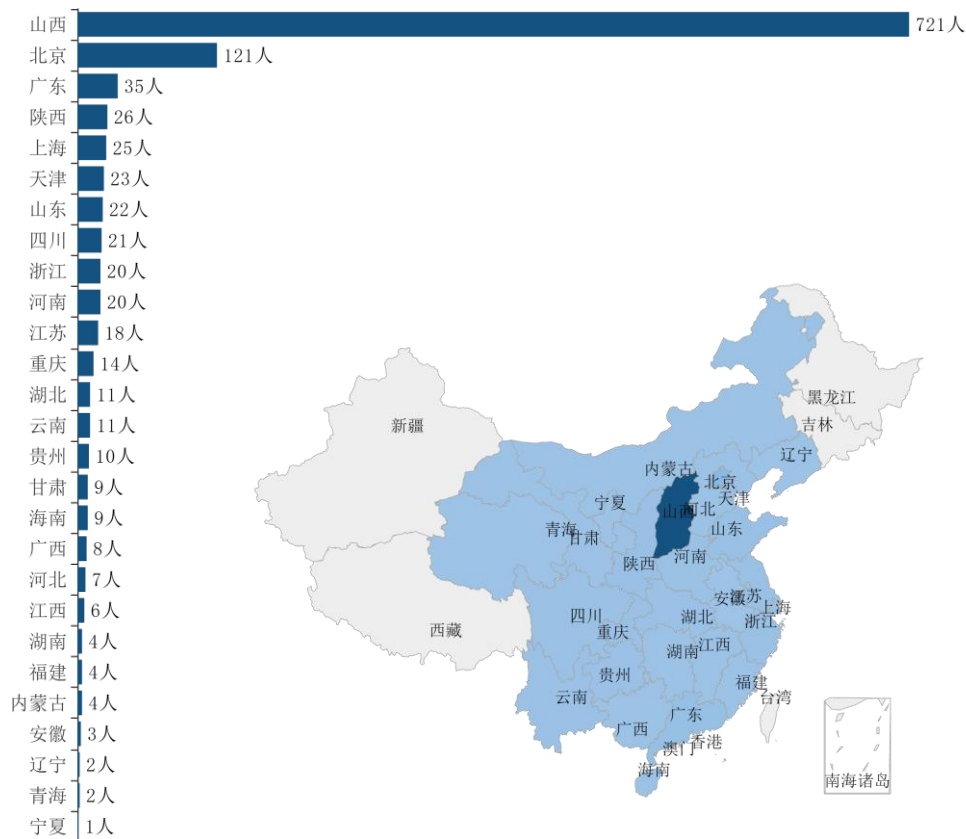 山西 721人
北京 121人
广东 35人
陕西 26人
上海 25人
天津 23人
山东 22人
四川 21人
浙江 20人
河南 20人
江苏 18人
重庆 14人
湖北 11人
云南 11人
贵州 10人
甘肃 9人
海南 9人
广西 8人
河北 7人
江西 6人
湖南 4人
福建 4人
内蒙古 4人
安徽 3人
辽宁 2人
青海 2人
宁夏 1人
黑龙江
吉林
新疆
辽宁
内蒙古
北京
天津
宁夏
山西
河北
青海
甘肃
山东
陕西
河南
安徽
江苏
上海
四川
湖北
浙江
重庆
西藏
湖南
江西
贵州
福建
云南
台湾
广西
广东
澳门
香港
海南
南海诸岛